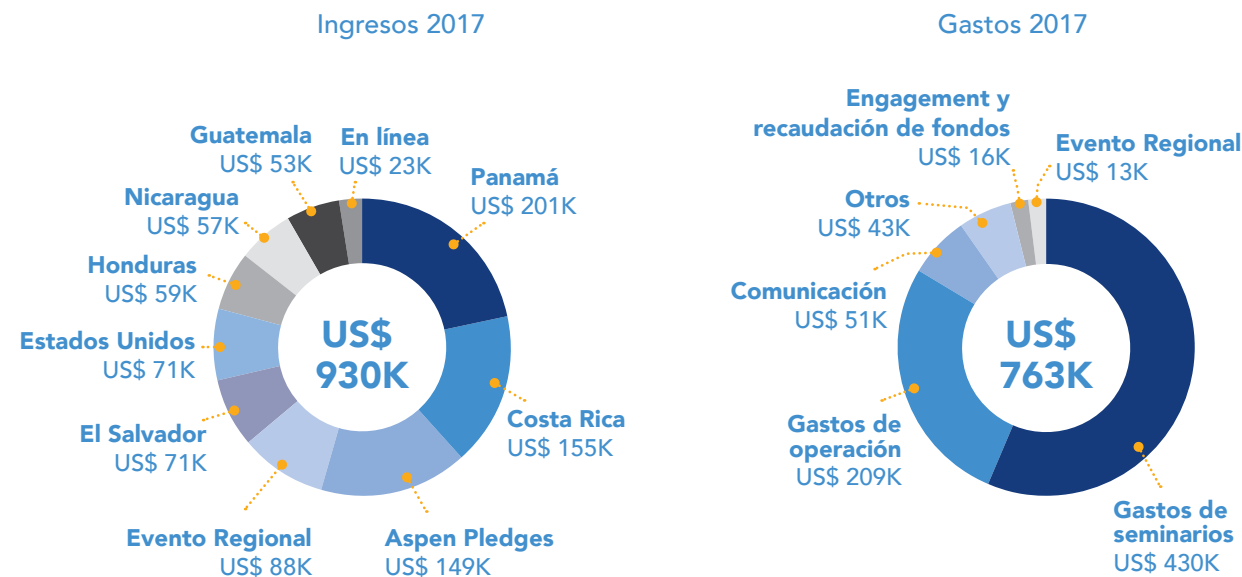 Ingresos 2017
Guatemala
US$ 53K
En línea
US$ 23K
Panamá
US$ 201K
Nicaragua
US$ 57K
Honduras
US$ 59K
Estados Unidos
US$ 71K
El Salvador
US$ 71K
Evento Regional
US$ 88K
Aspen Pledges
US$ 149K
Costa Rica
US$ 155K
US$
930K
Gastos 2017
Engagement y
recaudación de fondos
US$ 16K
Evento Regional
US$ 13K
Otros
US$ 43K
Comunicación
US$ 51K
Gastos de
operación
US$ 209K
Gastos de
seminarios
US$ 430K
US$
763K